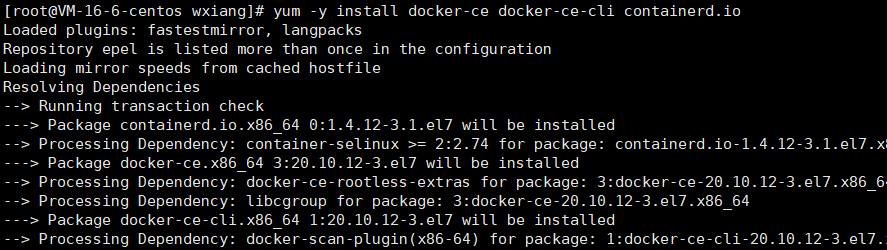 [root@VM-16-6-centos wxiang]# yum -y install docker-ce docker-ce-cli containerd.io
Loaded plugins: fastestmirror, langpacks
Repository epel is listed more than once in the configuration
Loading mirror speeds from cached hostfile
Resolving Dependencies
--> Running transaction check
---> Package containerd.io.x86_64 0:1.4.12-3.1.el7 will be installed
--> Processing Dependency: container-selinux >= 2:2.74 for package: containerd.io-1.4.12-3.1.el7.x8
---> Package docker-ce.x86_64 3:20.10.12-3.el7 will be installed
--> Processing Dependency: docker-ce-rootless-extras for package: 3:docker-ce-20.10.12-3.el7.x86_64
--> Processing Dependency: libcgroup for package: 3:docker-ce-20.10.12-3.el7.x86_64
---> Package docker-ce-cli.x86_64 1:20.10.12-3.el7 will be installed
--> Processing Dependency: docker-scan-plugin(x86-64) for package: 1:docker-ce-cli-20.10.12-3.el7.